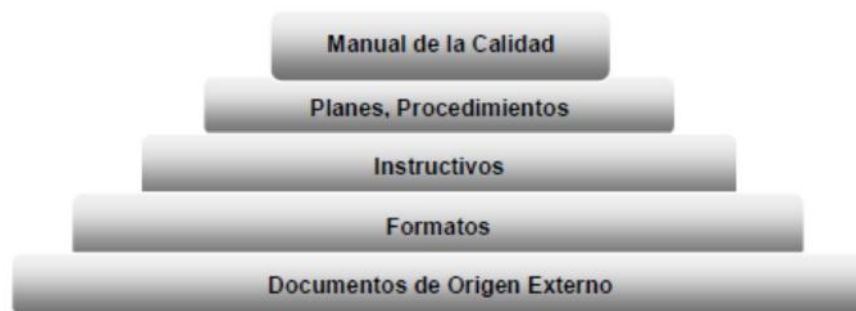 Manual de la Calidad
Planes, Procedimientos
Instructivos
Formatos
Documentos de Origen Externo